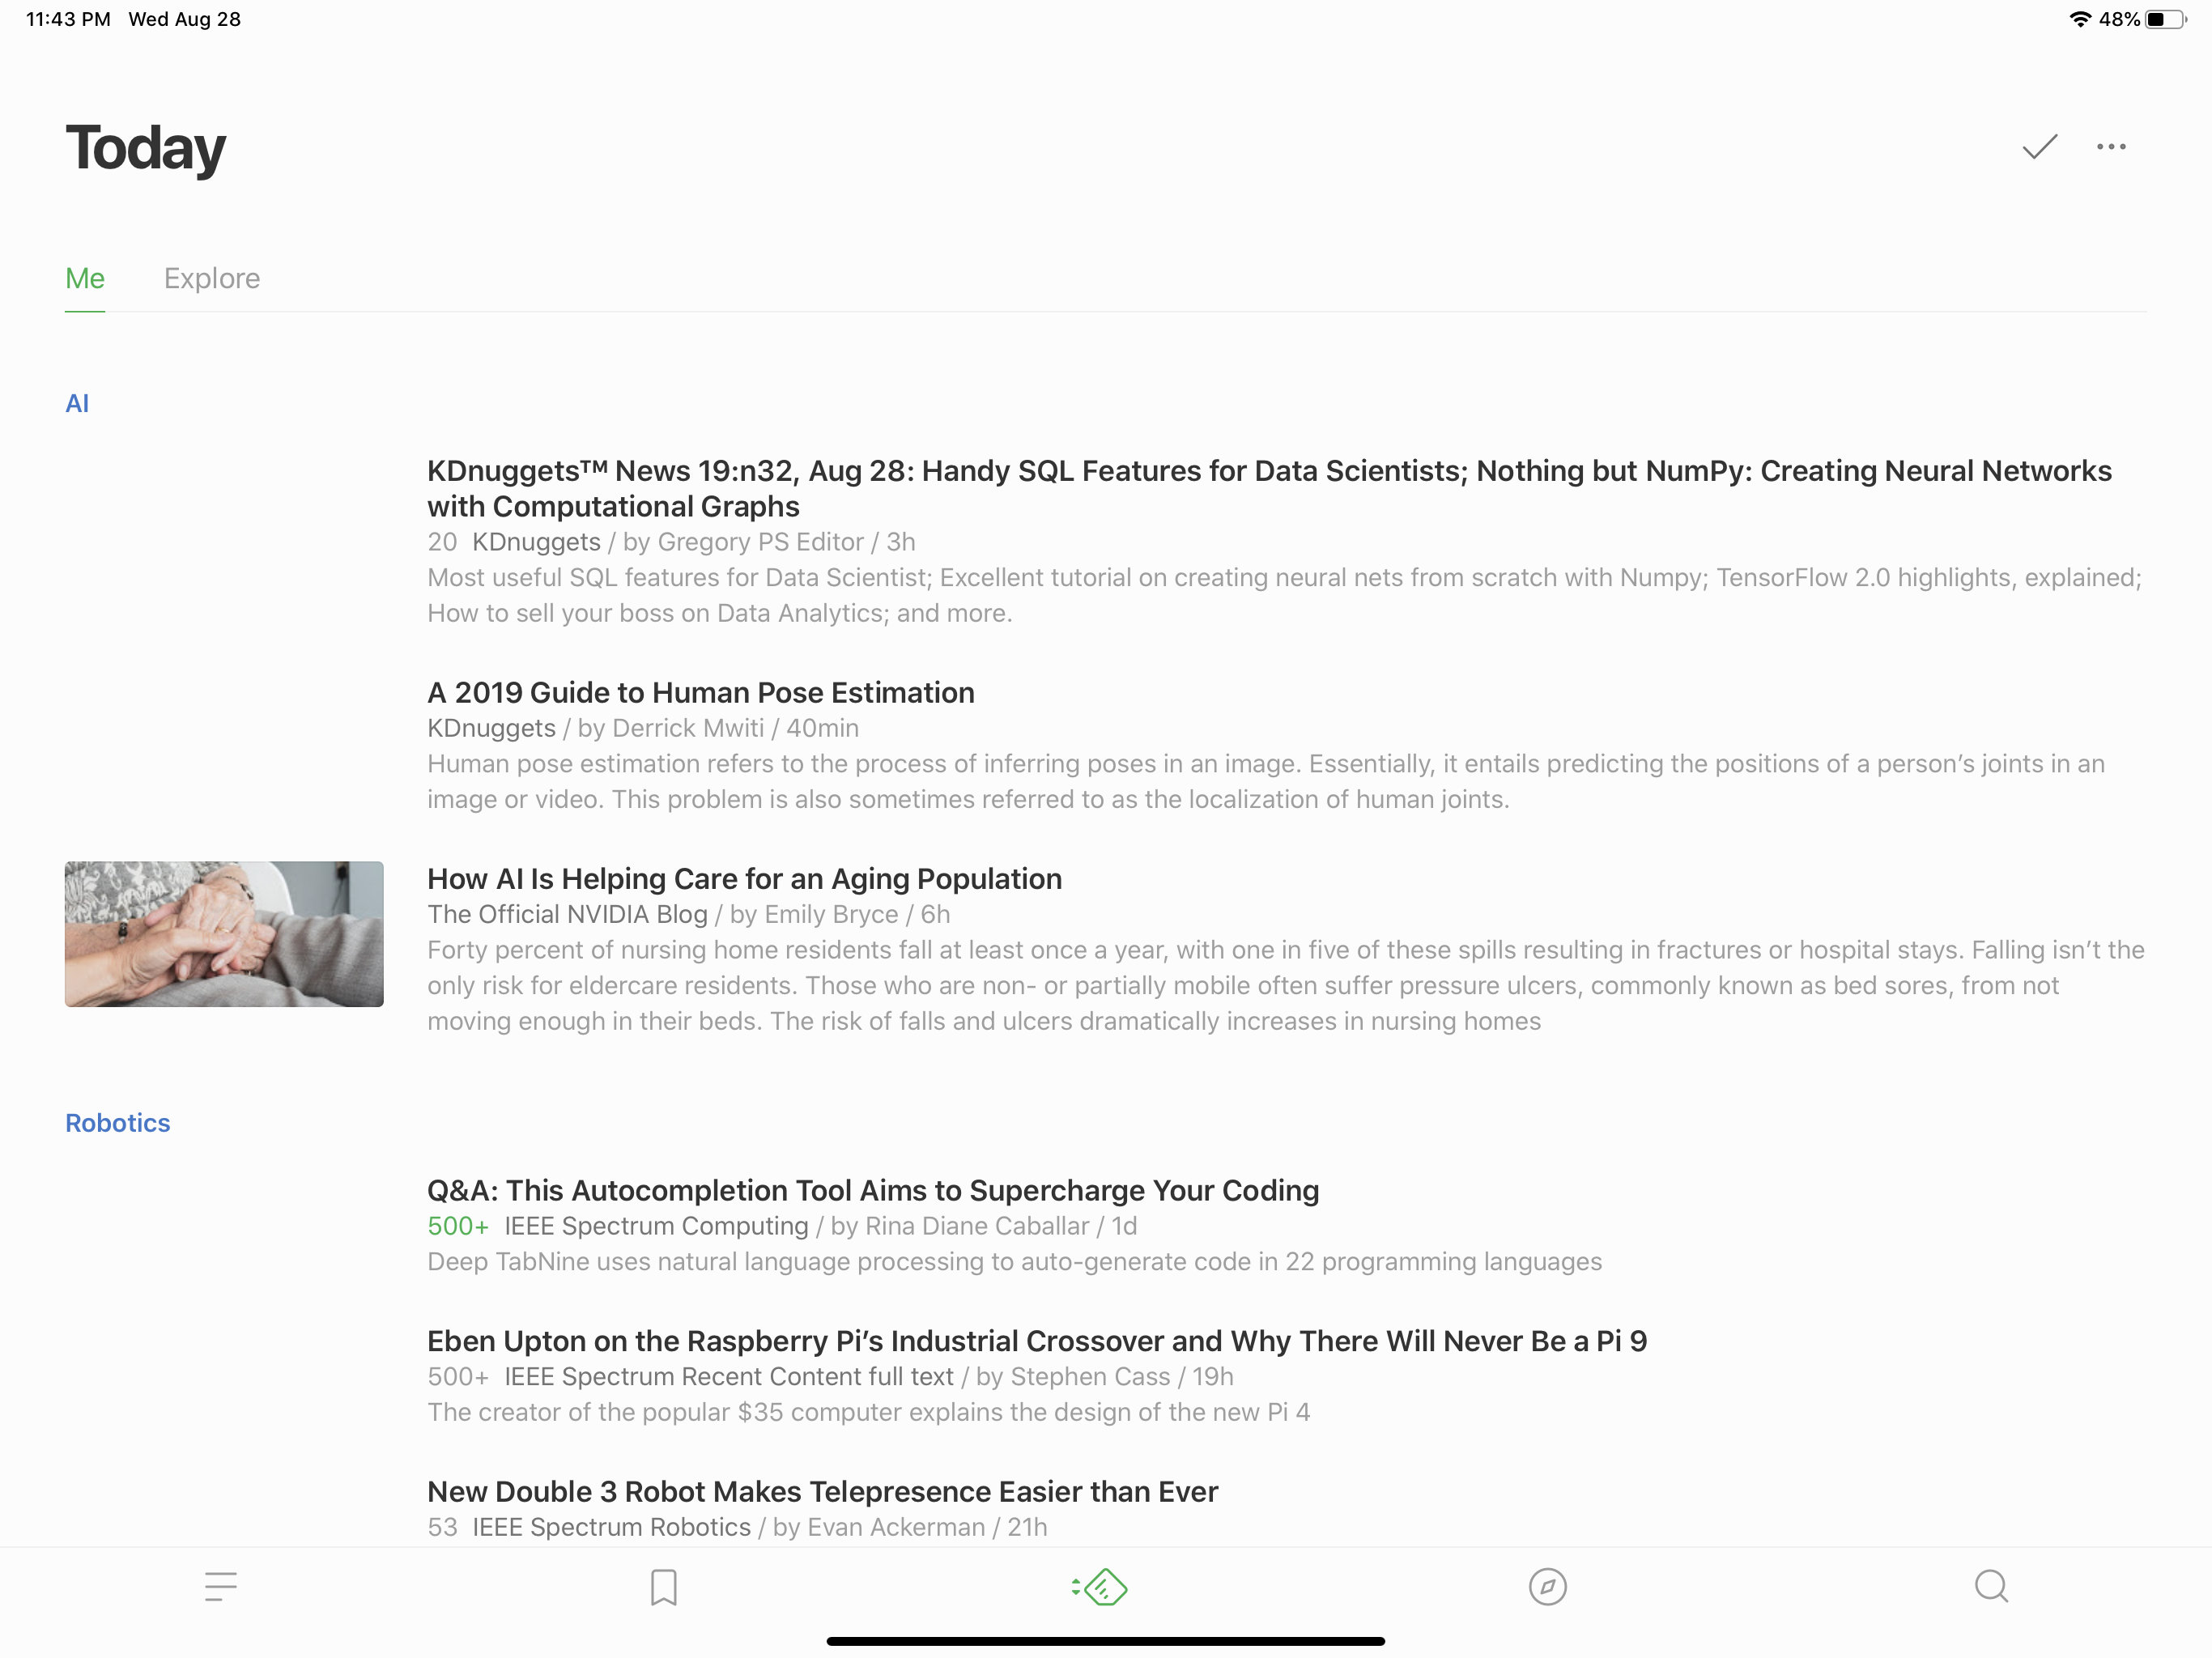 11:43 PM Wed Aug 28
48%
Today
Me Explore
AI
KDnuggets™ News 19:n32, Aug 28: Handy SQL Features for Data Scientists; Nothing but NumPy: Creating Neural Networks
with Computational Graphs
20 KDnuggets / by Gregory PS Editor / 3h
Most useful SQL features for Data Scientist; Excellent tutorial on creating neural nets from scratch with Numpy; TensorFlow 2.0 highlights, explained;
How to sell your boss on Data Analytics; and more.
A 2019 Guide to Human Pose Estimation
KDnuggets / by Derrick Mwiti / 40min
Human pose estimation refers to the process of inferring poses in an image. Essentially, it entails predicting the positions of a person’s joints in an
image or video. This problem is also sometimes referred to as the localization of human joints.
How AI Is Helping Care for an Aging Population
The Official NVIDIA Blog / by Emily Bryce / 6h
Forty percent of nursing home residents fall at least once a year, with one in five of these spills resulting in fractures or hospital stays. Falling isn’t the
only risk for eldercare residents. Those who are non- or partially mobile often suffer pressure ulcers, commonly known as bed sores, from not
moving enough in their beds. The risk of falls and ulcers dramatically increases in nursing homes
Robotics
Q&A: This Autocompletion Tool Aims to Supercharge Your Coding
500+ IEEE Spectrum Computing / by Rina Diane Caballar / 1d
Deep TabNine uses natural language processing to auto-generate code in 22 programming languages
Eben Upton on the Raspberry Pi’s Industrial Crossover and Why There Will Never Be a Pi 9
500+ IEEE Spectrum Recent Content full text / by Stephen Cass / 19h
The creator of the popular $35 computer explains the design of the new Pi 4
New Double 3 Robot Makes Telepresence Easier than Ever
53 IEEE Spectrum Robotics / by Evan Ackerman / 21h